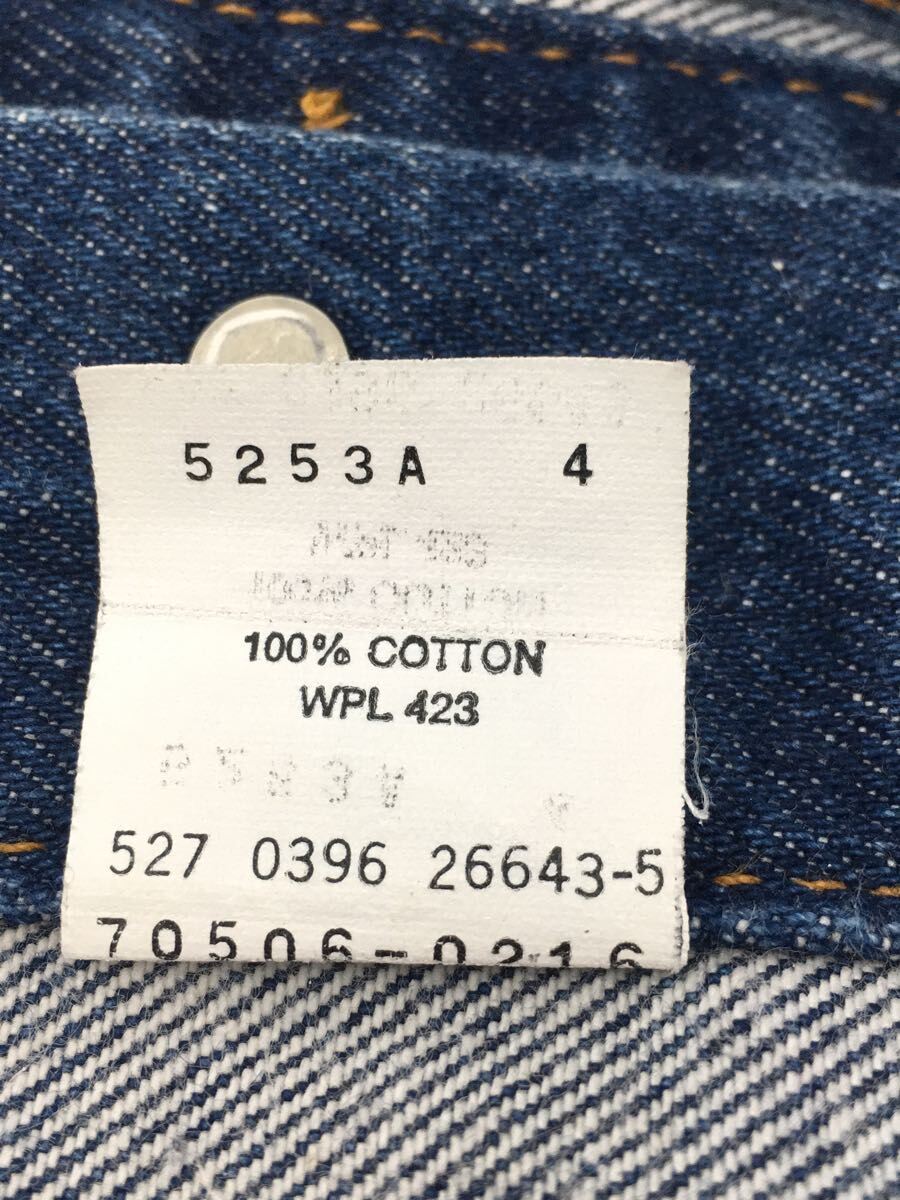 5253A 4
100% COTTON
WPL 423
527 0396 26643-5
70506-0216